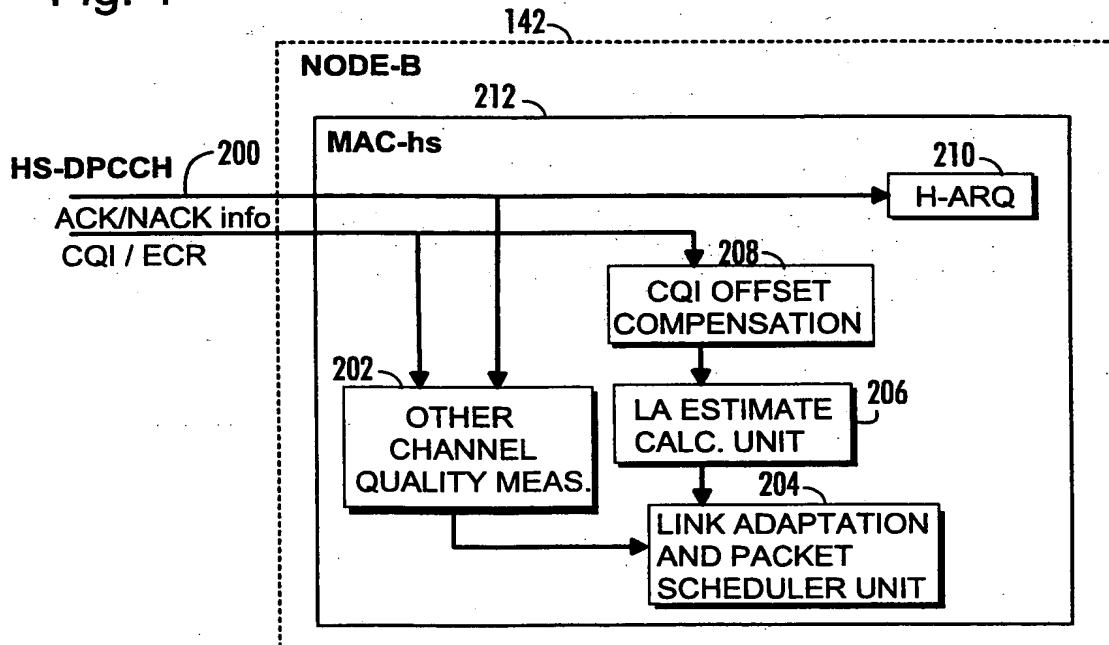 142
NODE-B
212
MAC-hs
HS-DPCCH
200
210
H-ARQ
ACK/NACK info
CQI / ECR
208
CQI OFFSET
COMPENSATION
202
OTHER
CHANNEL
QUALITY MEAS.
LA ESTIMATE
CALC. UNIT
206
204
LINK ADAPTATION
AND PACKET
SCHEDULER UNIT